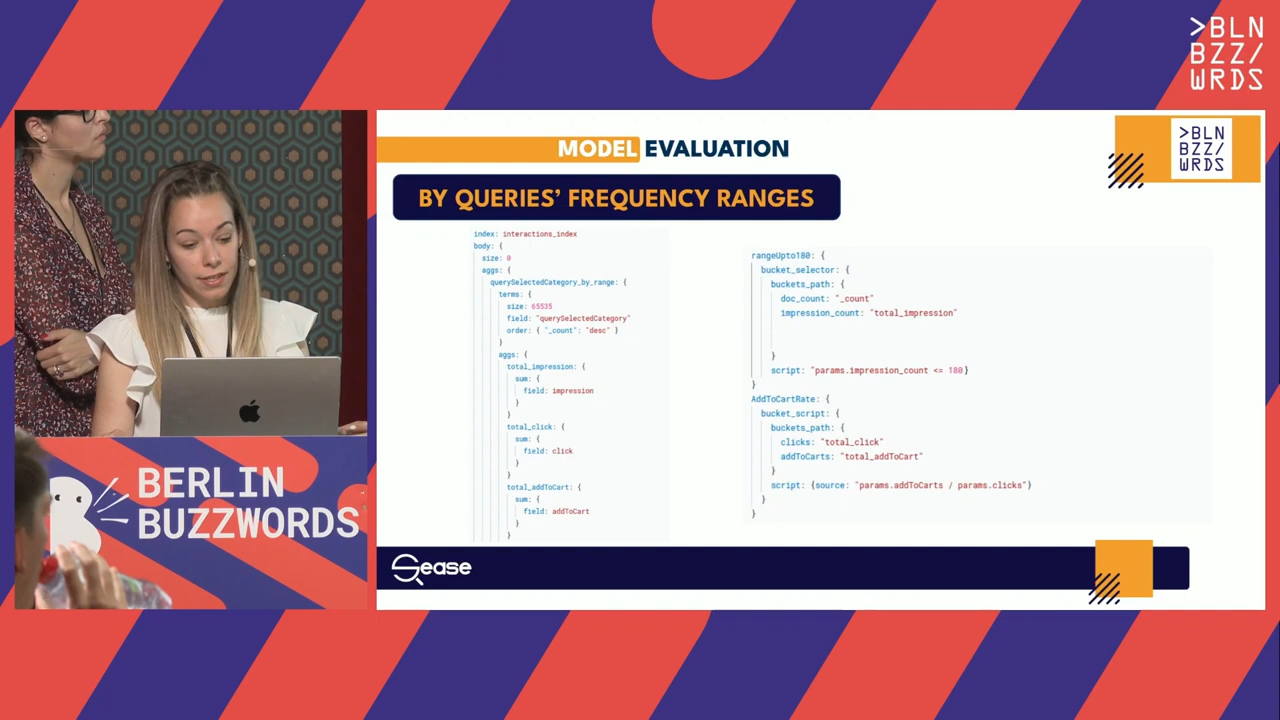 >BLN
BZZ/
WRDS
MODEL EVALUATION
>BLN
BZZ/
WRDS
BY QUERIES' FREQUENCY RANGES
index: interactions_index
body: {
size: 0
aggs: {
querySelectedCategory_by_range: {
terms: {
size: 65535
field: "querySelectedCategory"
order: { "_count": "desc" }
}
aggs: {
total_impression: {
sum: {
field: impression
}
}
total_click: {
sum: {
field: click
}
}
total_addToCart: {
sum: {
field: addToCart
}
}
rangeUpto180: {
bucket_selector: {
buckets_path: {
doc_count: "_count"
impression_count: "total_impression"
}
script: "params.impression_count <= 180}
}
AddToCartRate: {
bucket_script: {
buckets_path: {
clicks: "total_click"
addToCarts: "total_addToCart"
}
script: {source: "params.addToCarts / params.clicks"}
}
}
Sease
BERLIN
BUZZWORDS